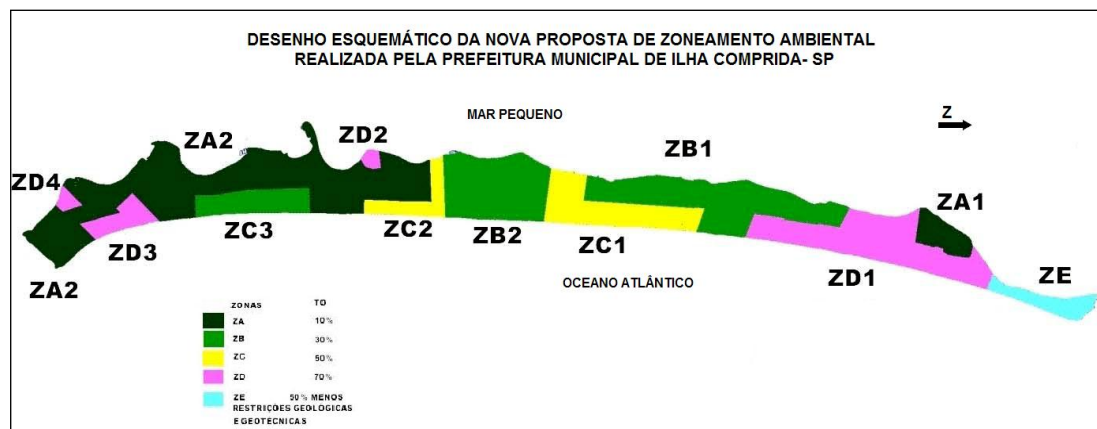 DESENHO ESQUEMÁTICO DA NOVA PROPOSTA DE ZONEAMENTO AMBIENTAL
REALIZADA PELA PREFEITURA MUNICIPAL DE ILHA COMPRIDA- SP
MAR PEQUENO
Z
ZA2
ZD2
ZB1
ZD4
ZA1
ZC3
ZC2
ZB2
ZC1
ZD3
ZA2
ZD1
ZE
OCEANO ATLÂNTICO
ZONAS TO
ZA 10%
ZB 30%
ZC 50%
ZD 70%
ZE 50% MENOS
RESTRIÇÕES GEOLOGICAS
E GEOTECNICAS